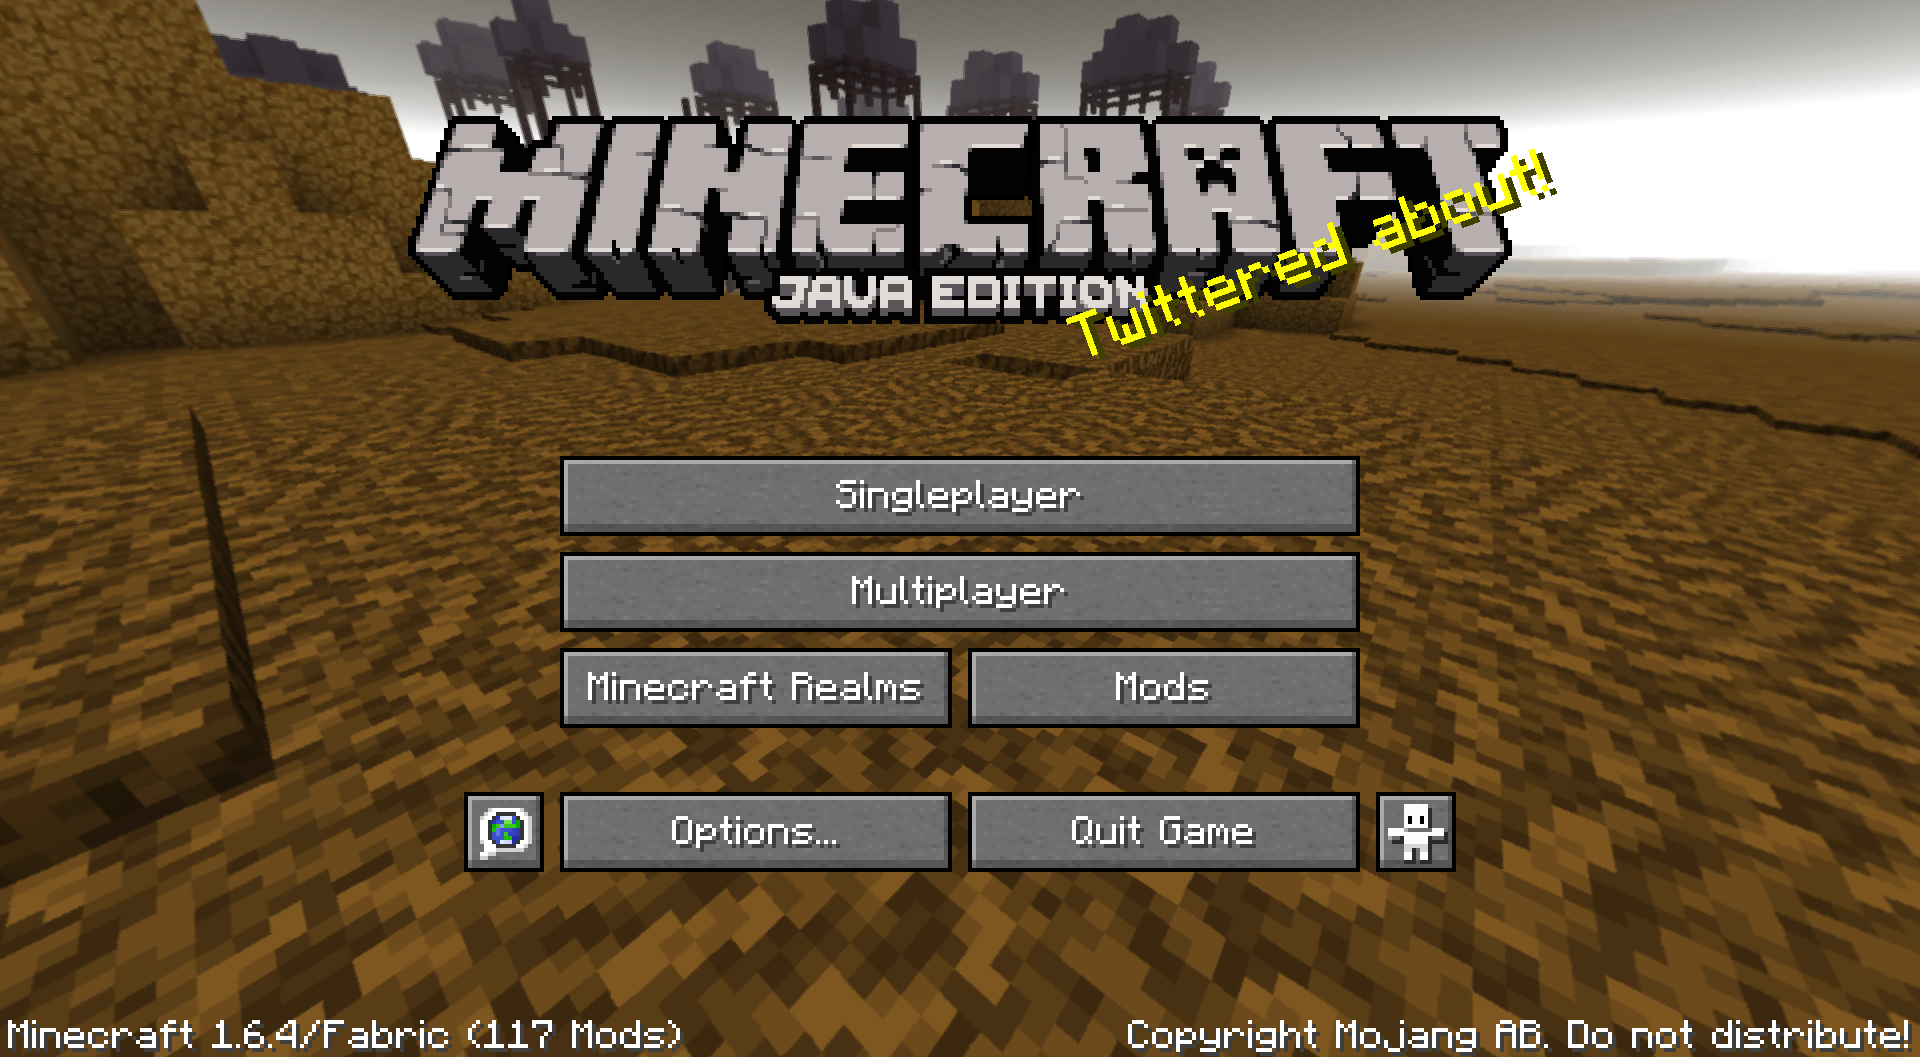 MINECRAFT
JAVA EDITION
Twittered about!
Singleplayer
Multiplayer
Minecraft Realms
Mods
Options...
Quit Game
Minecraft 1.6.4/Fabric (117 Mods)
Copyright Mojang AB. Do not distribute!